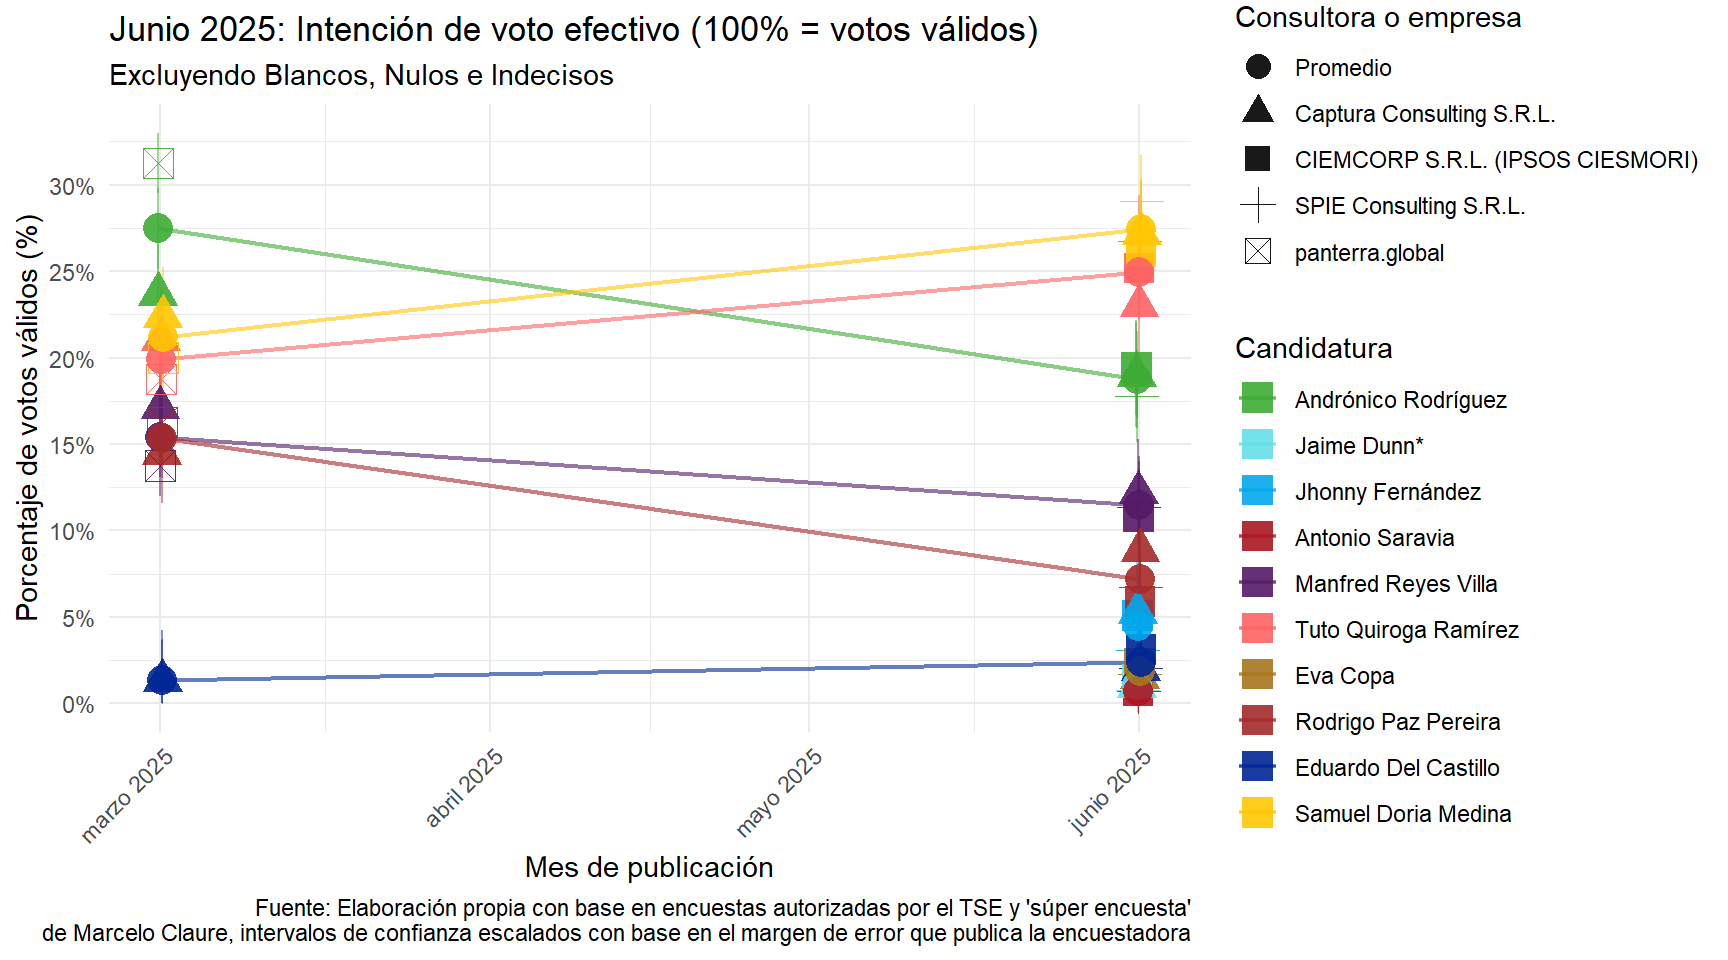 Junio 2025: Intención de voto efectivo (100% = votos válidos)
Excluyendo Blancos, Nulos e Indecisos
Porcentaje de votos válidos (%)
30%
25%
20%
15%
10%
5%
0%
marzo 2025
abril 2025
mayo 2025
junio 2025
Mes de publicación
Consultora o empresa
Promedio
Captura Consulting S.R.L.
CIEMCORP S.R.L. (IPSOS CIESMORI)
SPIE Consulting S.R.L.
panterra.global
Candidatura
Andrónico Rodríguez
Jaime Dunn*
Jhonny Fernández
Antonio Saravia
Manfred Reyes Villa
Tuto Quiroga Ramírez
Eva Copa
Rodrigo Paz Pereira
Eduardo Del Castillo
Samuel Doria Medina
Fuente: Elaboración propia con base en encuestas autorizadas por el TSE y 'súper encuesta'
de Marcelo Claure, intervalos de confianza escalados con base en el margen de error que publica la encuestadora